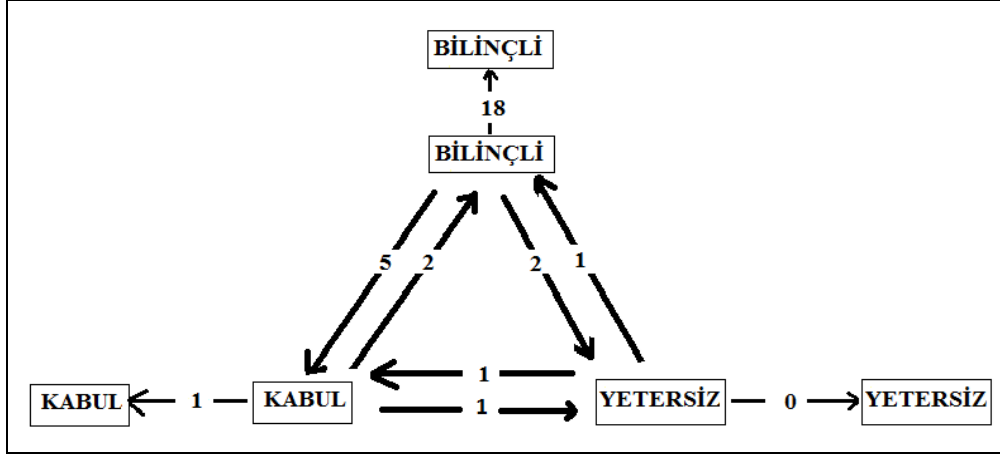 BİLİNÇLİ
18
BİLİNÇLİ
5 2 2 1
1
KABUL 1 KABUL 1 YETERSİZ 0 YETERSİZ